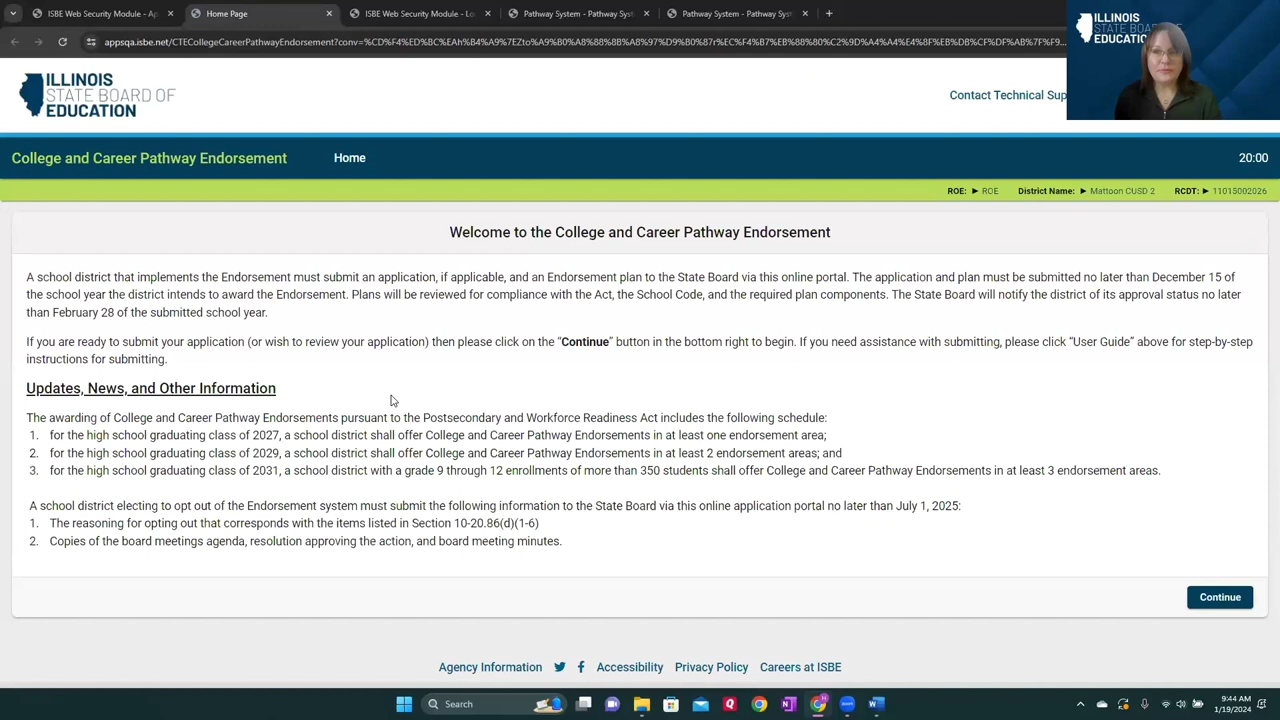 ISBE Web Security Module - Ap
Home Page
ISBE Web Security Module - Lo
Pathway System - Pathway Syst
Pathway System - Pathway Syst
ILLINOIS
STATE BOARD OF
EDUCATION
Contact Technical Sup
ILLINOIS
STATE BOARD OF
EDUCATION
College and Career Pathway Endorsement
Home
20:00
ROE: ► ROE District Name: ► Mattoon CUSD 2 RCDT: ► 11015002026
Welcome to the College and Career Pathway Endorsement
A school district that implements the Endorsement must submit an application, if applicable, and an Endorsement plan to the State Board via this online portal. The application and plan must be submitted no later than December 15 of
the school year the district intends to award the Endorsement. Plans will be reviewed for compliance with the Act, the School Code, and the required plan components. The State Board will notify the district of its approval status no later
than February 28 of the submitted school year.
If you are ready to submit your application (or wish to review your application) then please click on the “Continue” button in the bottom right to begin. If you need assistance with submitting, please click “User Guide” above for step-by-step
instructions for submitting.
Updates, News, and Other Information
The awarding of College and Career Pathway Endorsements pursuant to the Postsecondary and Workforce Readiness Act includes the following schedule:
1. for the high school graduating class of 2027, a school district shall offer College and Career Pathway Endorsements in at least one endorsement area;
2. for the high school graduating class of 2029, a school district shall offer College and Career Pathway Endorsements in at least 2 endorsement areas; and
3. for the high school graduating class of 2031, a school district with a grade 9 through 12 enrollments of more than 350 students shall offer College and Career Pathway Endorsements in at least 3 endorsement areas.
A school district electing to opt out of the Endorsement system must submit the following information to the State Board via this online application portal no later than July 1, 2025:
1. The reasoning for opting out that corresponds with the items listed in Section 10-20.86(d)(1-6)
2. Copies of the board meetings agenda, resolution approving the action, and board meeting minutes.
Continue
Agency Information
Accessibility
Privacy Policy
Careers at ISBE
Search
9:44 AM
1/19/2024